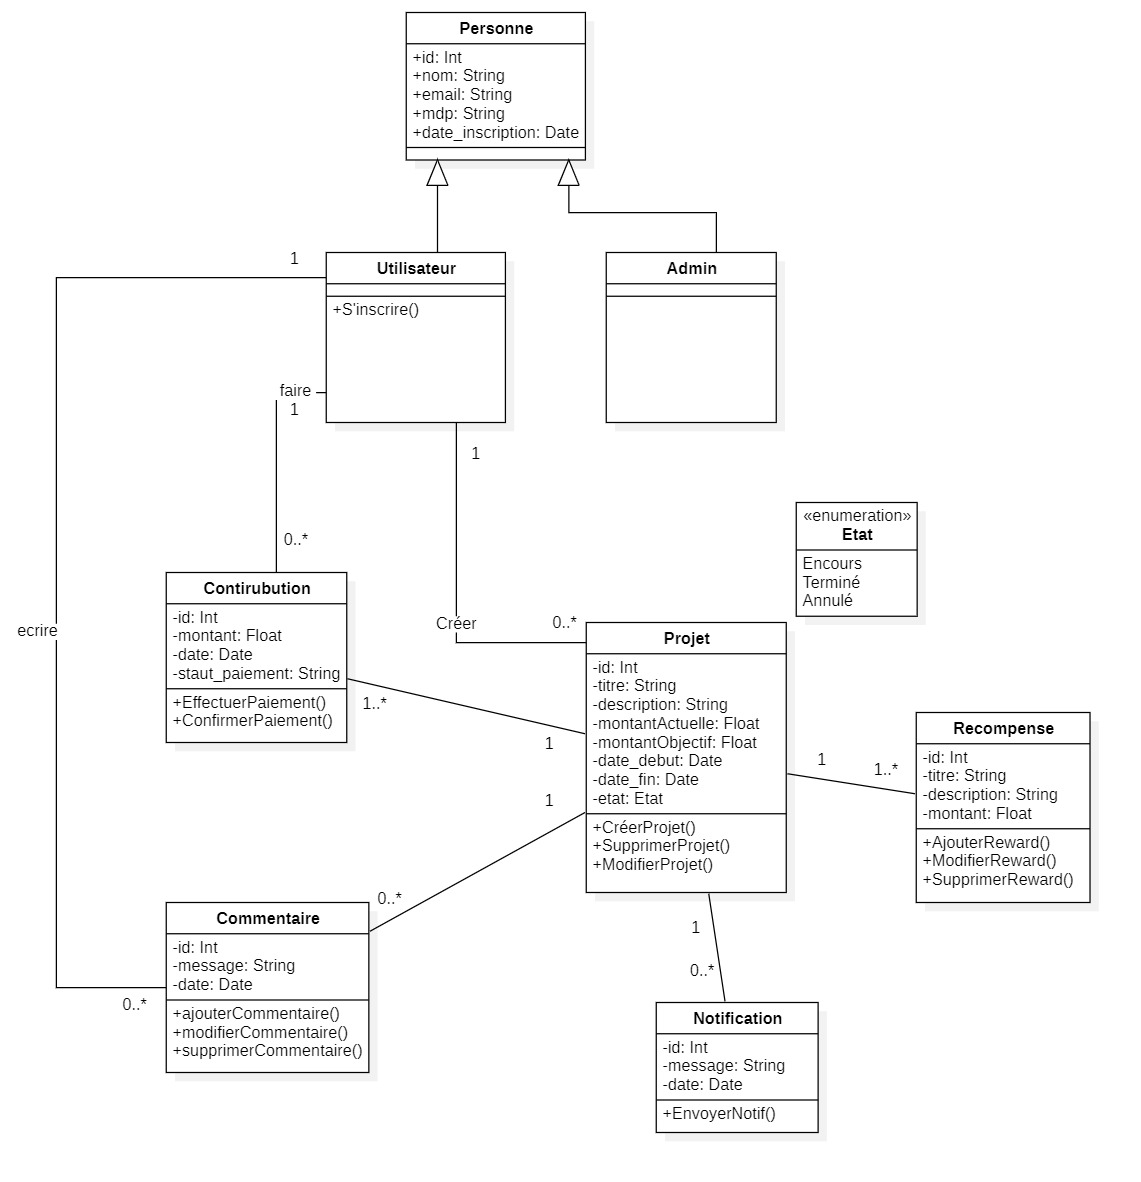 Personne
+id: Int
+nom: String
+email: String
+mdp: String
+date_inscription: Date
1
Utilisateur
+S'inscrire()
Admin
faire
1
1
0..*
«enumeration»
Etat
Encours
Terminé
Annulé
Contirubution
-id: Int
-montant: Float
-date: Date
-staut_paiement: String
+EffectuerPaiement()
+ConfirmerPaiement()
ecrire
Créer
0..*
1..*
1
1
Projet
-id: Int
-titre: String
-description: String
-montantActuelle: Float
-montantObjectif: Float
-date_debut: Date
-date_fin: Date
-etat: Etat
+CréerProjet()
+SupprimerProjet()
+ModifierProjet()
1
1..*
Recompense
-id: Int
-titre: String
-description: String
-montant: Float
+AjouterReward()
+ModifierReward()
+SupprimerReward()
0..*
Commentaire
-id: Int
-message: String
-date: Date
+ajouterCommentaire()
+modifierCommentaire()
+supprimerCommentaire()
0..*
1
0..*
Notification
-id: Int
-message: String
-date: Date
+EnvoyerNotif()